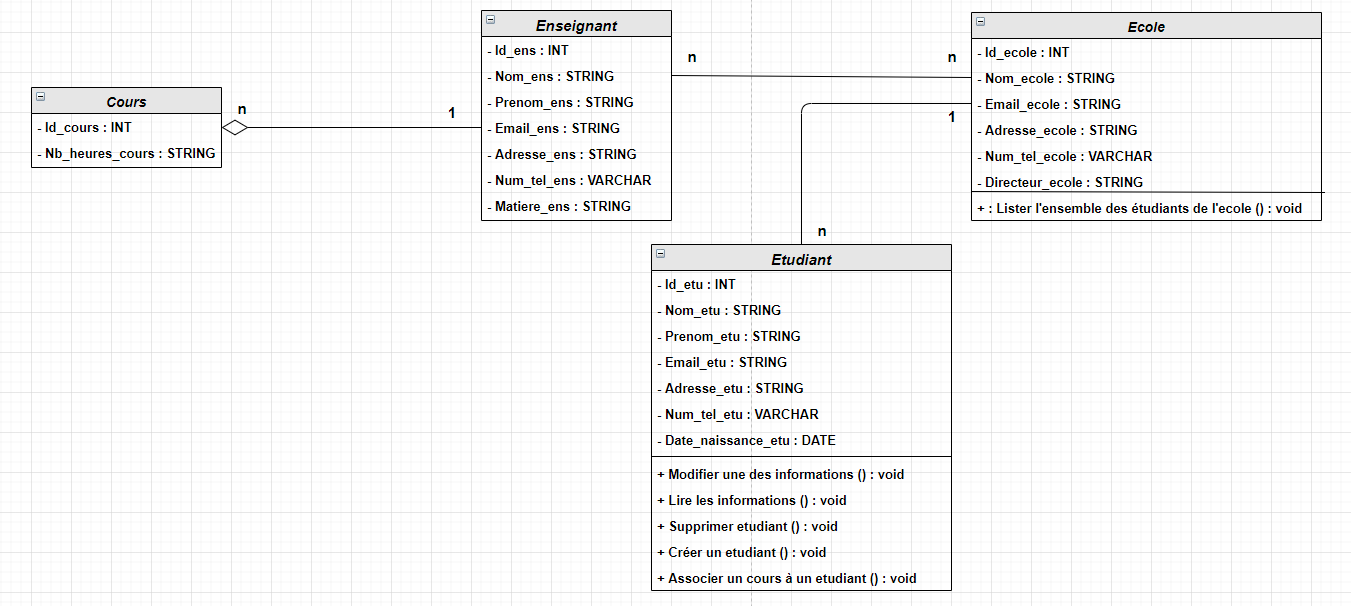 Cours
- Id_cours : INT
- Nb_heures_cours : STRING
n
1
Enseignant
- Id_ens : INT
- Nom_ens : STRING
- Prenom_ens : STRING
- Email_ens : STRING
- Adresse_ens : STRING
- Num_tel_ens : VARCHAR
- Matiere_ens : STRING
n
n
Ecole
- Id_ecole : INT
- Nom_ecole : STRING
- Email_ecole : STRING
- Adresse_ecole : STRING
- Num_tel_ecole : VARCHAR
- Directeur_ecole : STRING
+ : Lister l'ensemble des étudiants de l'ecole () : void
1
n
Etudiant
- Id_etu : INT
- Nom_etu : STRING
- Prenom_etu : STRING
- Email_etu : STRING
- Adresse_etu : STRING
- Num_tel_etu : VARCHAR
- Date_naissance_etu : DATE
+ Modifier une des informations () : void
+ Lire les informations () : void
+ Supprimer etudiant () : void
+ Créer un etudiant () : void
+ Associer un cours à un etudiant () : void